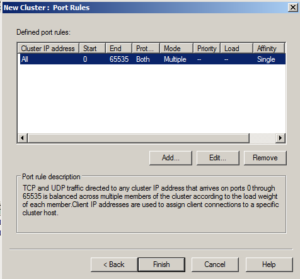 New Cluster : Port Rules
Defined port rules:
Cluster IP address Start End Prot... Mode Priority Load Affinity
All 0 65535 Both Multiple -- -- Single
Add... Edit... Remove
Port rule description
TCP and UDP traffic directed to any cluster IP address that arrives on ports 0 through
65535 is balanced across multiple members of the cluster according to the load weight
of each member.Client IP addresses are used to assign client connections to a specific
cluster host.
< Back Finish Cancel Help